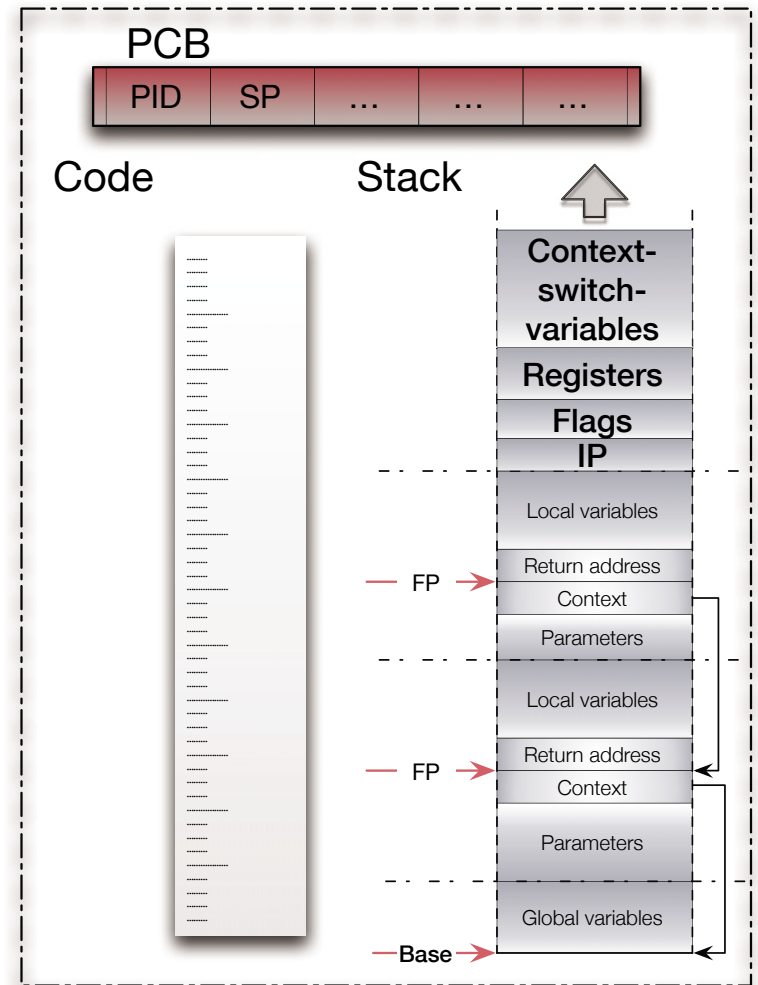 PCB
PID SP ... ... ...
Code Stack
Context-
switch-
variables
Registers
Flags
IP
Local variables
Return address
FP
Context
Parameters
Local variables
Return address
FP
Context
Parameters
Global variables
Base